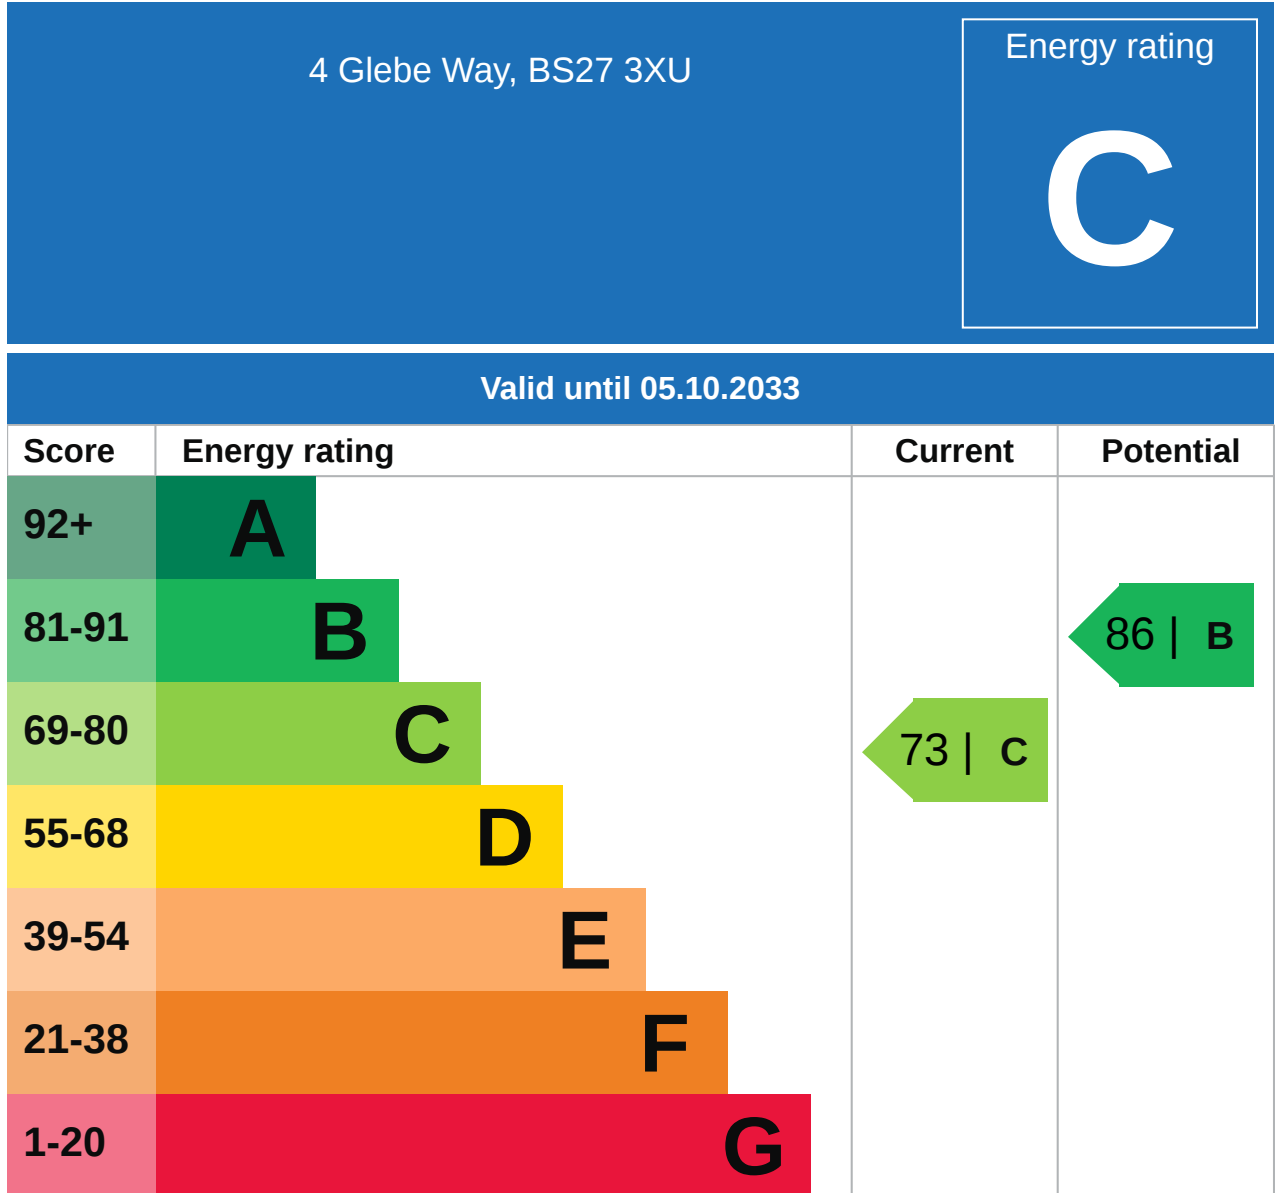 4 Glebe Way, BS27 3XU
Energy rating
C
Valid until 05.10.2033
Score Energy rating Current Potential
92+ A
81-91 B 86 | B
69-80 C 73 | C
55-68 D
39-54 E
21-38 F
1-20 G